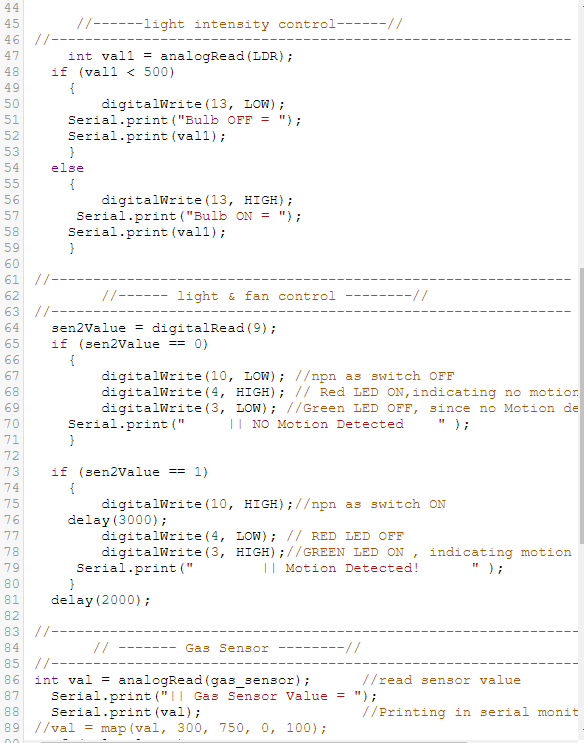 44
45 //------light intensity control------//
46 //--------------------------------------------------------------
47 int val1 = analogRead(LDR);
48 if (val1 < 500)
49 {
50 digitalWrite(13, LOW);
51 Serial.print("Bulb OFF = ");
52 Serial.print(val1);
53 }
54 else
55 {
56 digitalWrite(13, HIGH);
57 Serial.print("Bulb ON = ");
58 Serial.print(val1);
59 }
60
61 //--------------------------------------------------------------
62 //------ light & fan control --------//
63 //--------------------------------------------------------------
64 sen2Value = digitalRead(9);
65 if (sen2Value == 0)
66 {
67 digitalWrite(10, LOW); //npn as switch OFF
68 digitalWrite(4, HIGH); // Red LED ON,indicating no motion
69 digitalWrite(3, LOW); //Green LED OFF, since no Motion de
70 Serial.print("     || NO Motion Detected    " );
71 }
72
73 if (sen2Value == 1)
74 {
75 digitalWrite(10, HIGH);//npn as switch ON
76 delay(3000);
77 digitalWrite(4, LOW); // RED LED OFF
78 digitalWrite(3, HIGH);//GREEN LED ON , indicating motion
79 Serial.print("        || Motion Detected!      " );
80 }
81 delay(2000);
82
83 //---------------------------------------------------------------
84 // ------- Gas Sensor --------//
85 //---------------------------------------------------------------
86 int val = analogRead(gas_sensor);      //read sensor value
87 Serial.print("|| Gas Sensor Value = ");
88 Serial.print(val);                   //Printing in serial monit
89 //val = map(val, 300, 750, 0, 100);